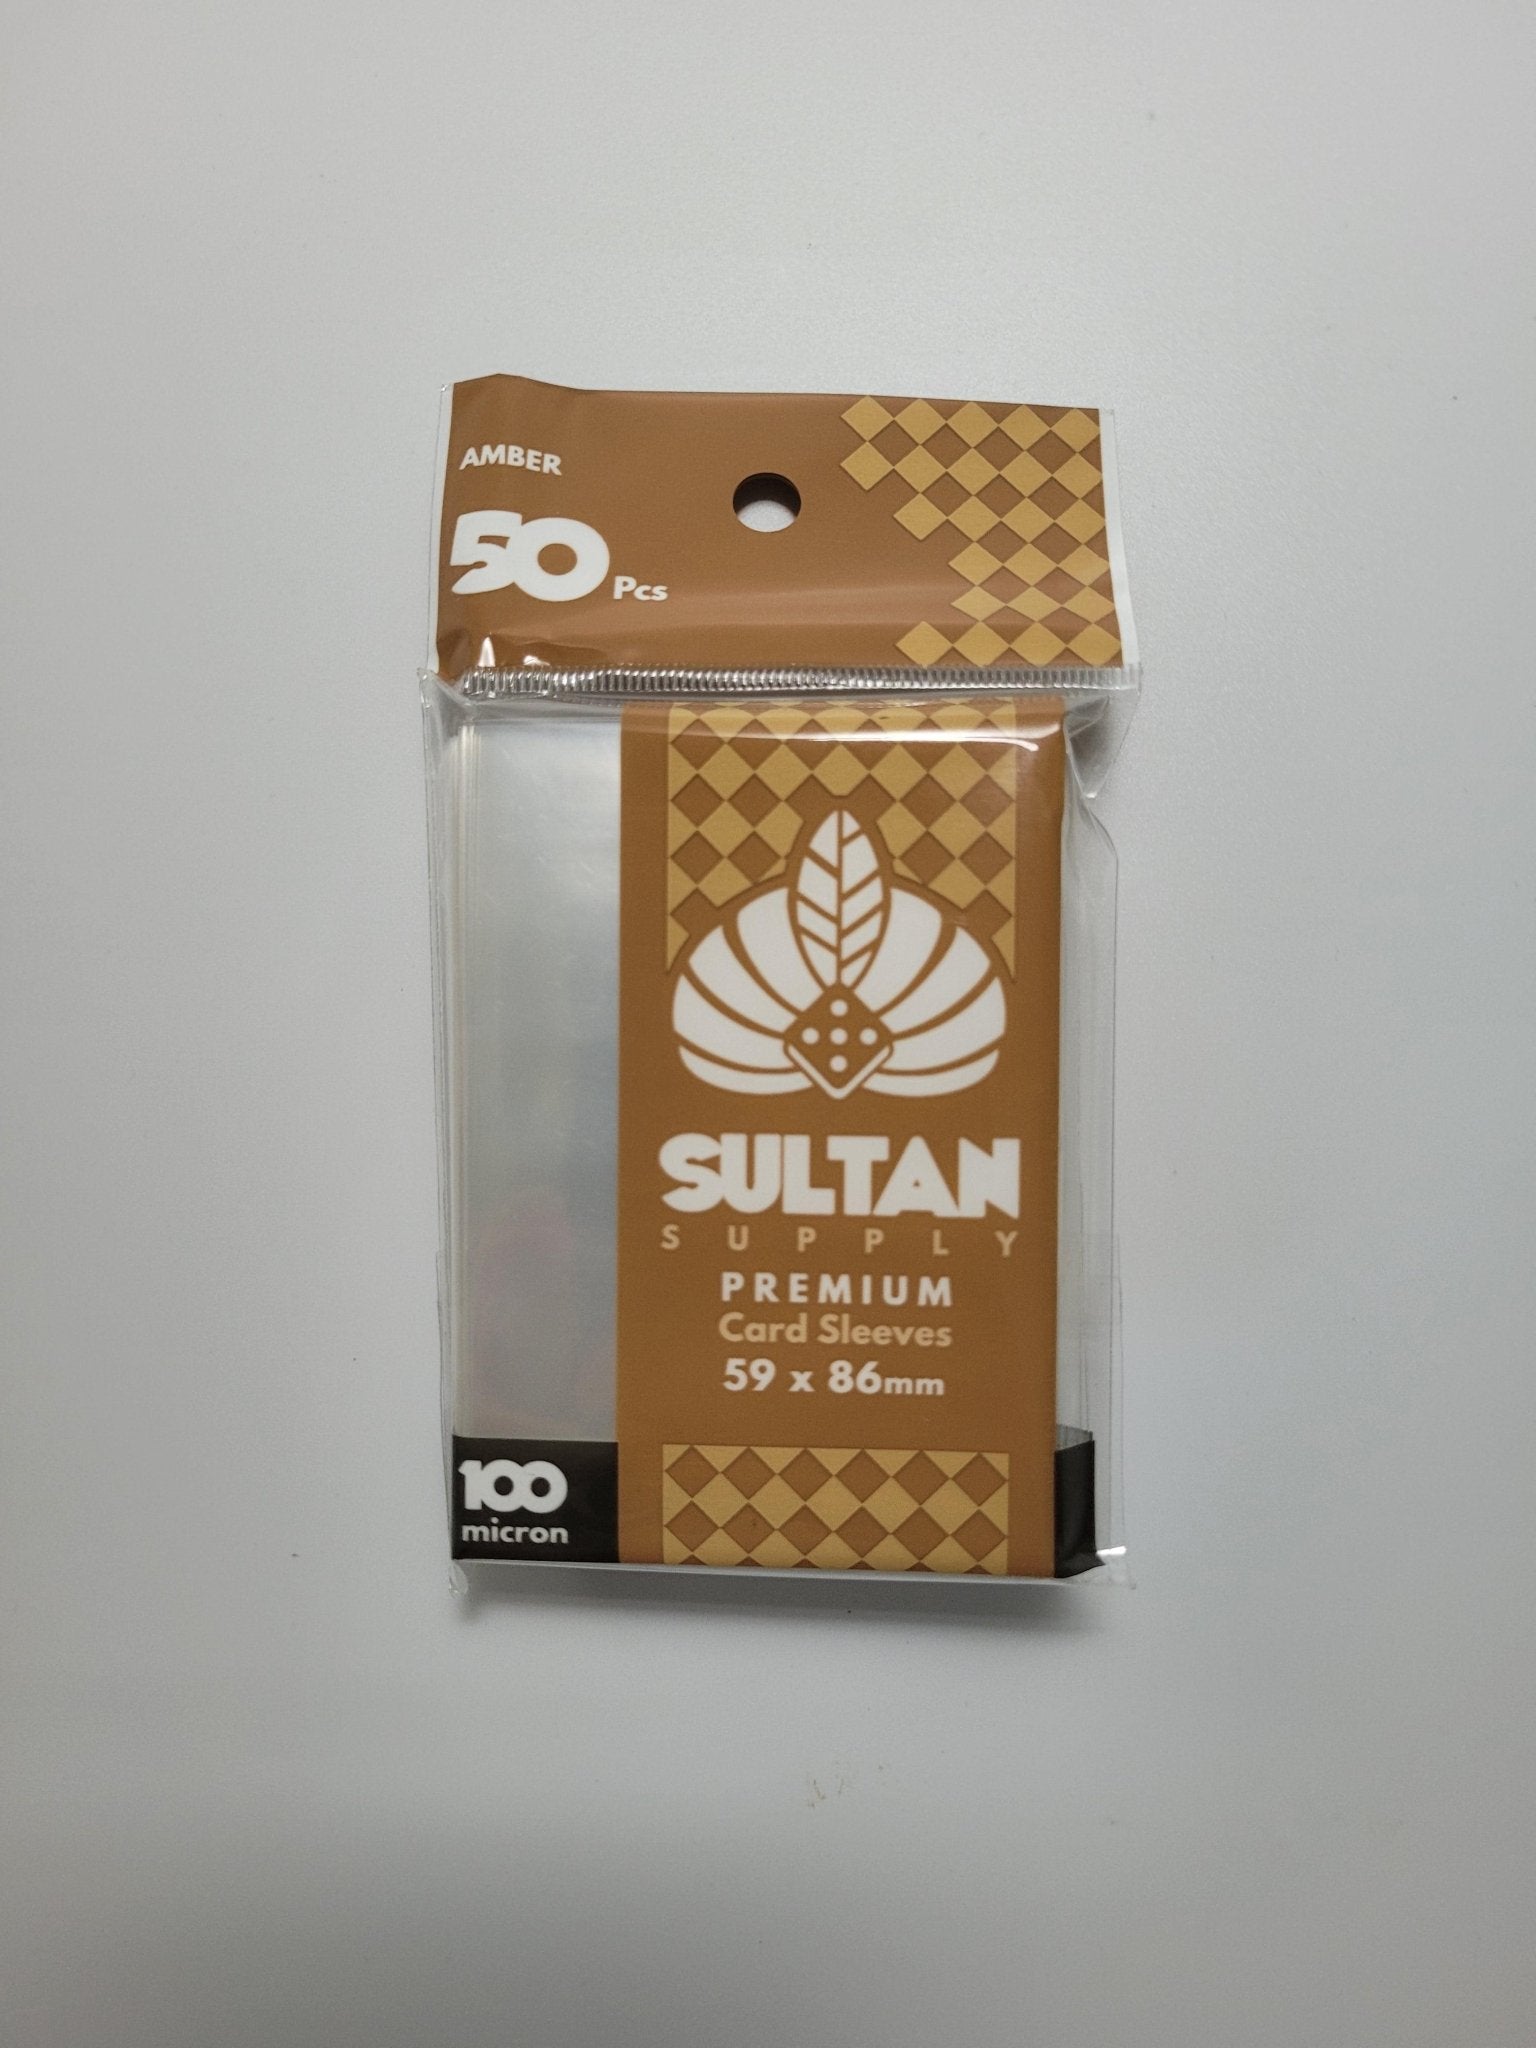 AMBER
50 Pcs
SULTAN
SUPPLY
PREMIUM
Card Sleeves
59 x 86mm
100
micron